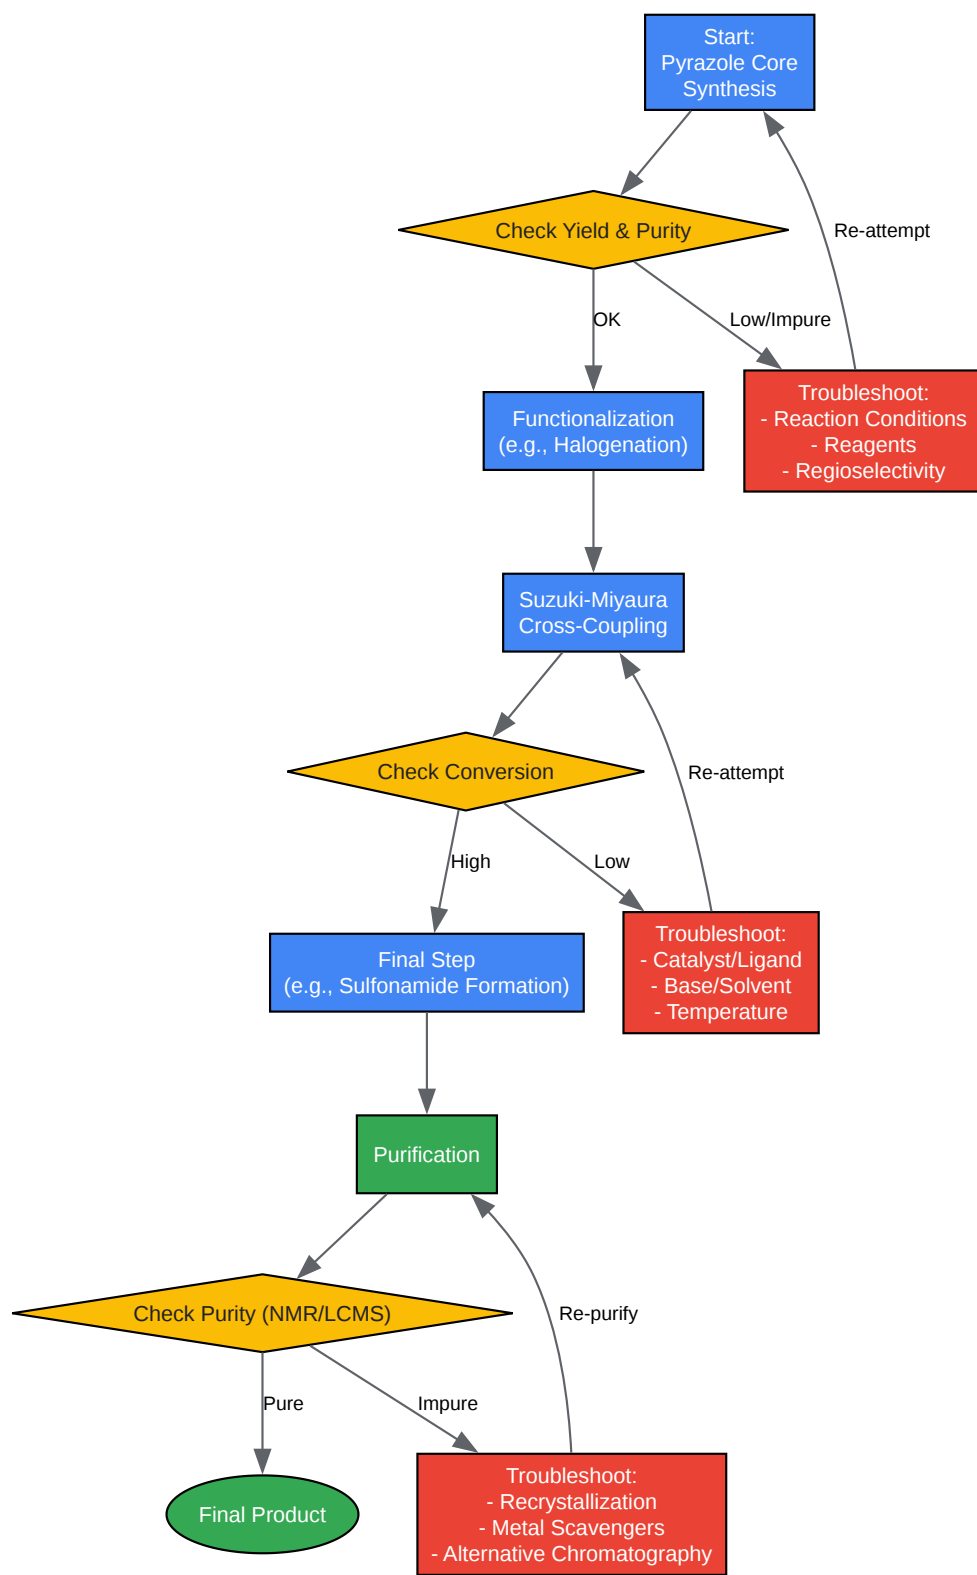 Start:
Pyrazole Core
Synthesis
Check Yield & Purity
Re-attempt
OK
Low/Impure
Functionalization
(e.g., Halogenation)
Troubleshoot:
- Reaction Conditions
- Reagents
- Regioselectivity
Suzuki-Miyaura
Cross-Coupling
Check Conversion
Re-attempt
High
Low
Final Step
(e.g., Sulfonamide Formation)
Troubleshoot:
- Catalyst/Ligand
- Base/Solvent
- Temperature
Purification
Check Purity (NMR/LCMS)
Re-purify
Pure
Impure
Final Product
Troubleshoot:
- Recrystallization
- Metal Scavengers
- Alternative Chromatography